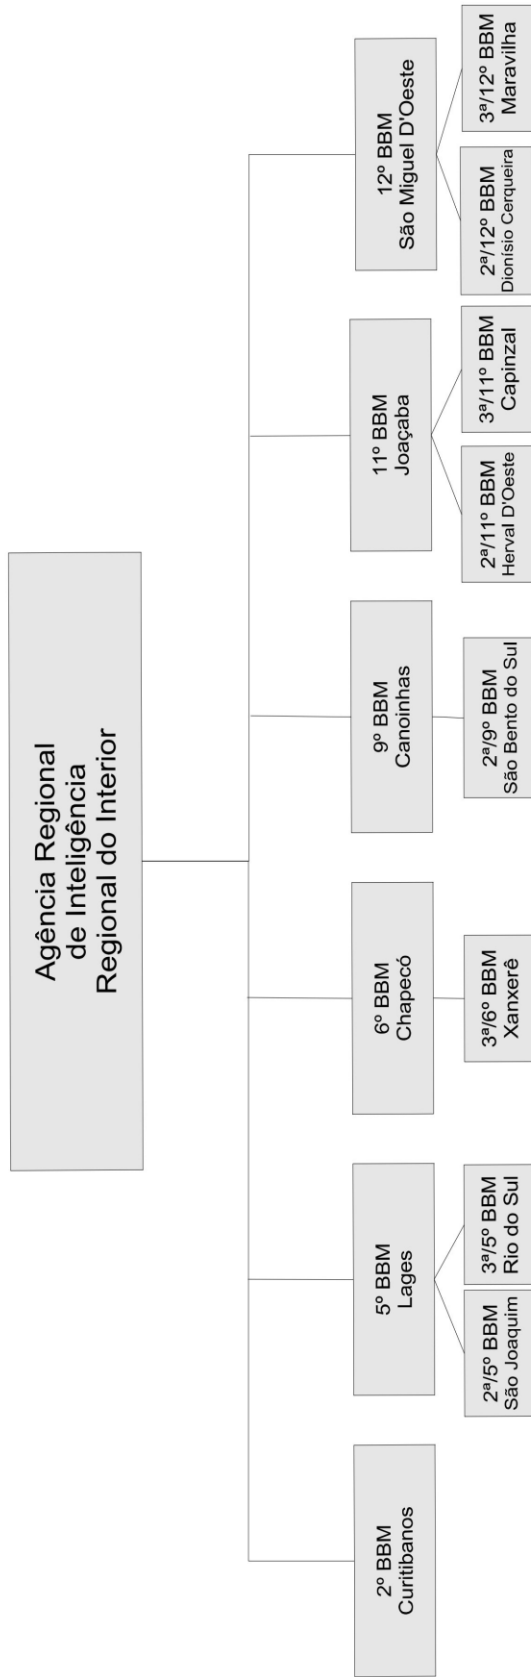 Agência Regional
de Inteligência
Regional do Interior
2º BBM
Curitibanos
5º BBM
Lages
6º BBM
Chapecó
9º BBM
Canoinhas
11º BBM
Joaçaba
12º BBM
São Miguel D'Oeste
2ª/5º BBM
São Joaquim
3ª/5º BBM
Rio do Sul
3ª/6º BBM
Xanxerê
2ª/9º BBM
São Bento do Sul
2ª/11º BBM
Herval D'Oeste
3ª/11º BBM
Capinzal
2ª/12º BBM
Dionísio Cerqueira
3ª/12º BBM
Maravilha